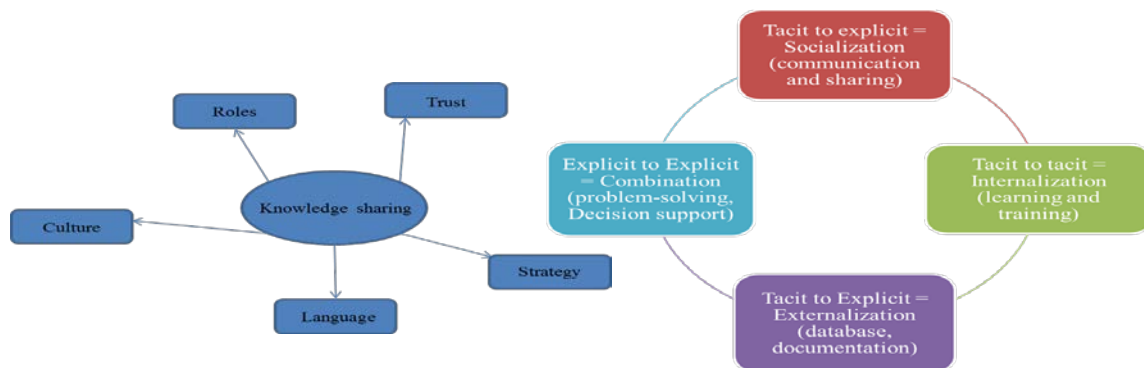 Roles
Trust
Knowledge sharing
Culture
Strategy
Language
Tacit to explicit =
Socialization
(communication
and sharing)
Explicit to Explicit
= Combination
(problem-solving,
Decision support)
Tacit to tacit =
Internalization
(learning and
training)
Tacit to Explicit =
Externalization
(database,
documentation)